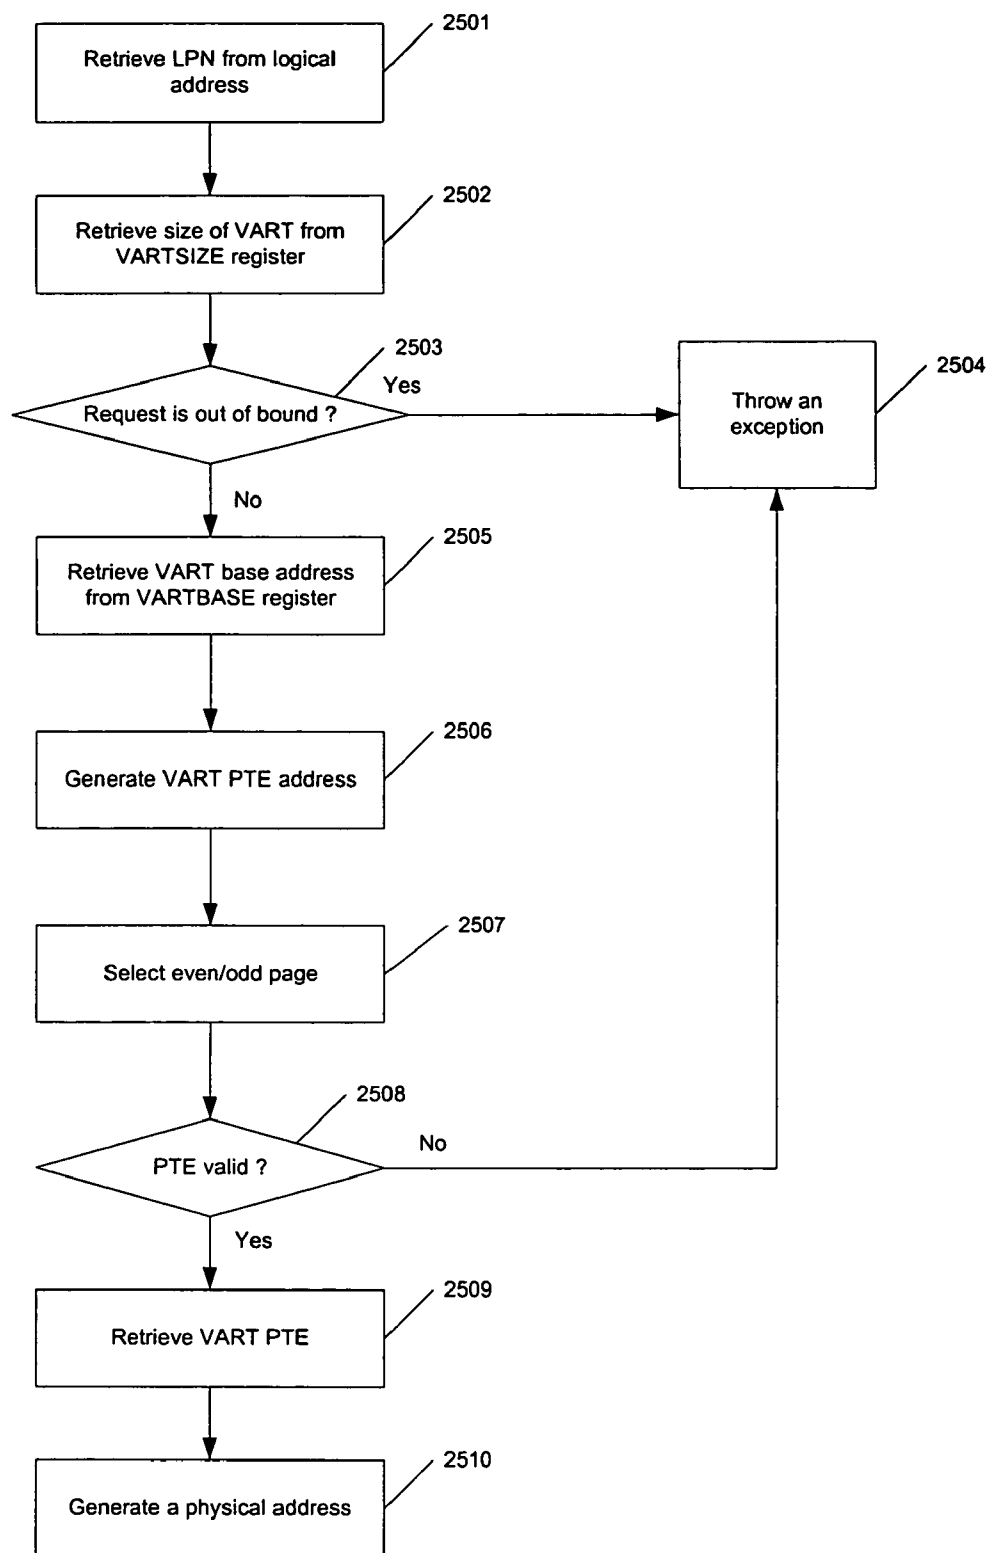 2501
Retrieve LPN from logical
address
2502
Retrieve size of VART from
VARTSIZE register
2503
Yes
Request is out of bound ?
2504
Throw an
exception
No
2505
Retrieve VART base address
from VARTBASE register
2506
Generate VART PTE address
2507
Select even/odd page
2508
No
PTE valid ?
Yes
2509
Retrieve VART PTE
2510
Generate a physical address